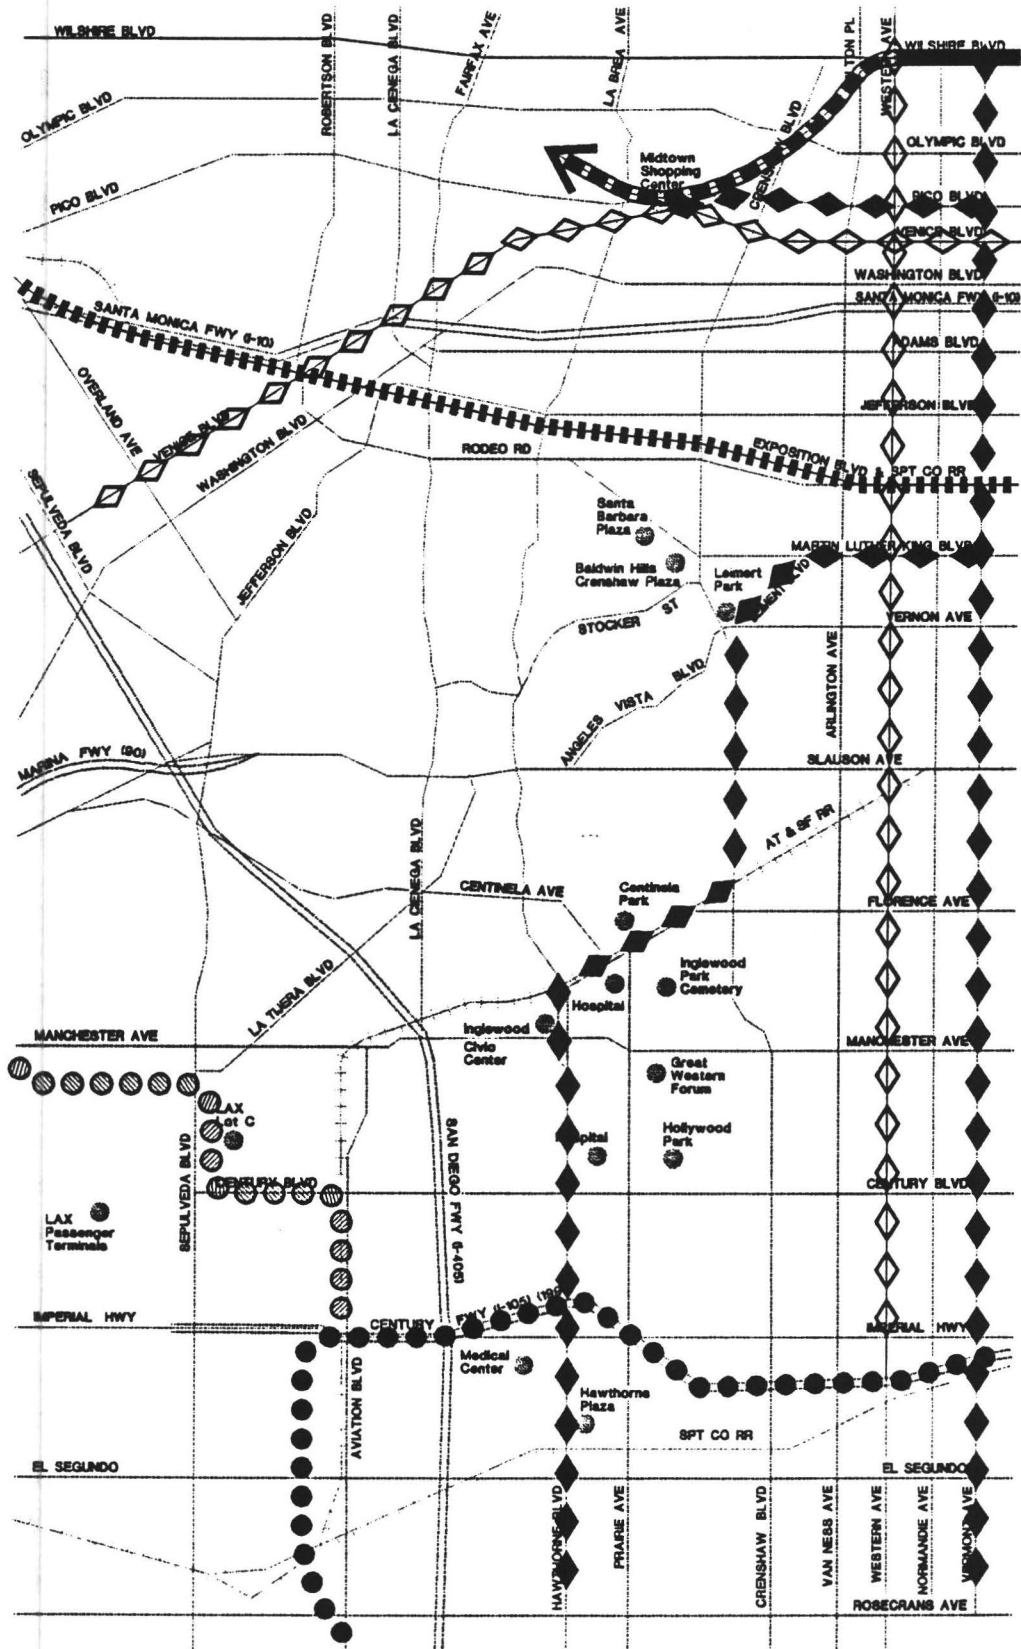 WILSHIRE BLVD
ROBERTSON BLVD
LA CIENEGA BLVD
FAIRFAX AVE
LA BREA AVE
WESTERN AVE
WILSHIRE BLVD
OLYMPIC BLVD
OLYMPIC BLVD
Midtown
Shopping
Center
PICO BLVD
PICO BLVD
VENICE BLVD
WASHINGTON BLVD
SANTA MONICA FWY (I-10)
SANTA MONICA FWY (I-10)
ADAMS BLVD
OVERLAND AVE
VENICE BLVD
WASHINGTON BLVD
JEFFERSON BLVD
RODEO RD
EXPOSITION BLVD & SPT CO RR
SEPULVEDA BLVD
JEFFERSON BLVD
Santa
Barbara
Plaza
MARTIN LUTHER KING BLVD
Baldwin Hills
Crenshaw Plaza
Leimert
Park
STOCKER ST
VERNON AVE
ARLINGTON AVE
ANGELES VISTA BLVD
MARINA FWY (90)
SLAUSON AVE
AT & SF RR
LA CIENEGA BLVD
CENTINELA AVE
Centinela
Park
FLORENCE AVE
LA TIJERA BLVD
Inglewood
Park
Cemetery
Hospital
MANCHESTER AVE
Inglewood
Civic
Center
MANCHESTER AVE
Great
Western
Forum
LAX
Lot C
SAN DIEGO FWY (I-405)
Hollywood
Park
SEPULVEDA BLVD
CENTURY BLVD
CENTURY BLVD
LAX
Passenger
Terminals
IMPERIAL HWY
CENTURY FWY (I-105)
IMPERIAL HWY
Medical
Center
AVIATION BLVD
Hawthorne
Plaza
SPT CO RR
EL SEGUNDO
EL SEGUNDO
HAWTHORNE BLVD
PRAIRIE AVE
CRENSHAW BLVD
VAN NESS AVE
WESTERN AVE
NORMANDIE AVE
VERMONT AVE
ROSECRANS AVE